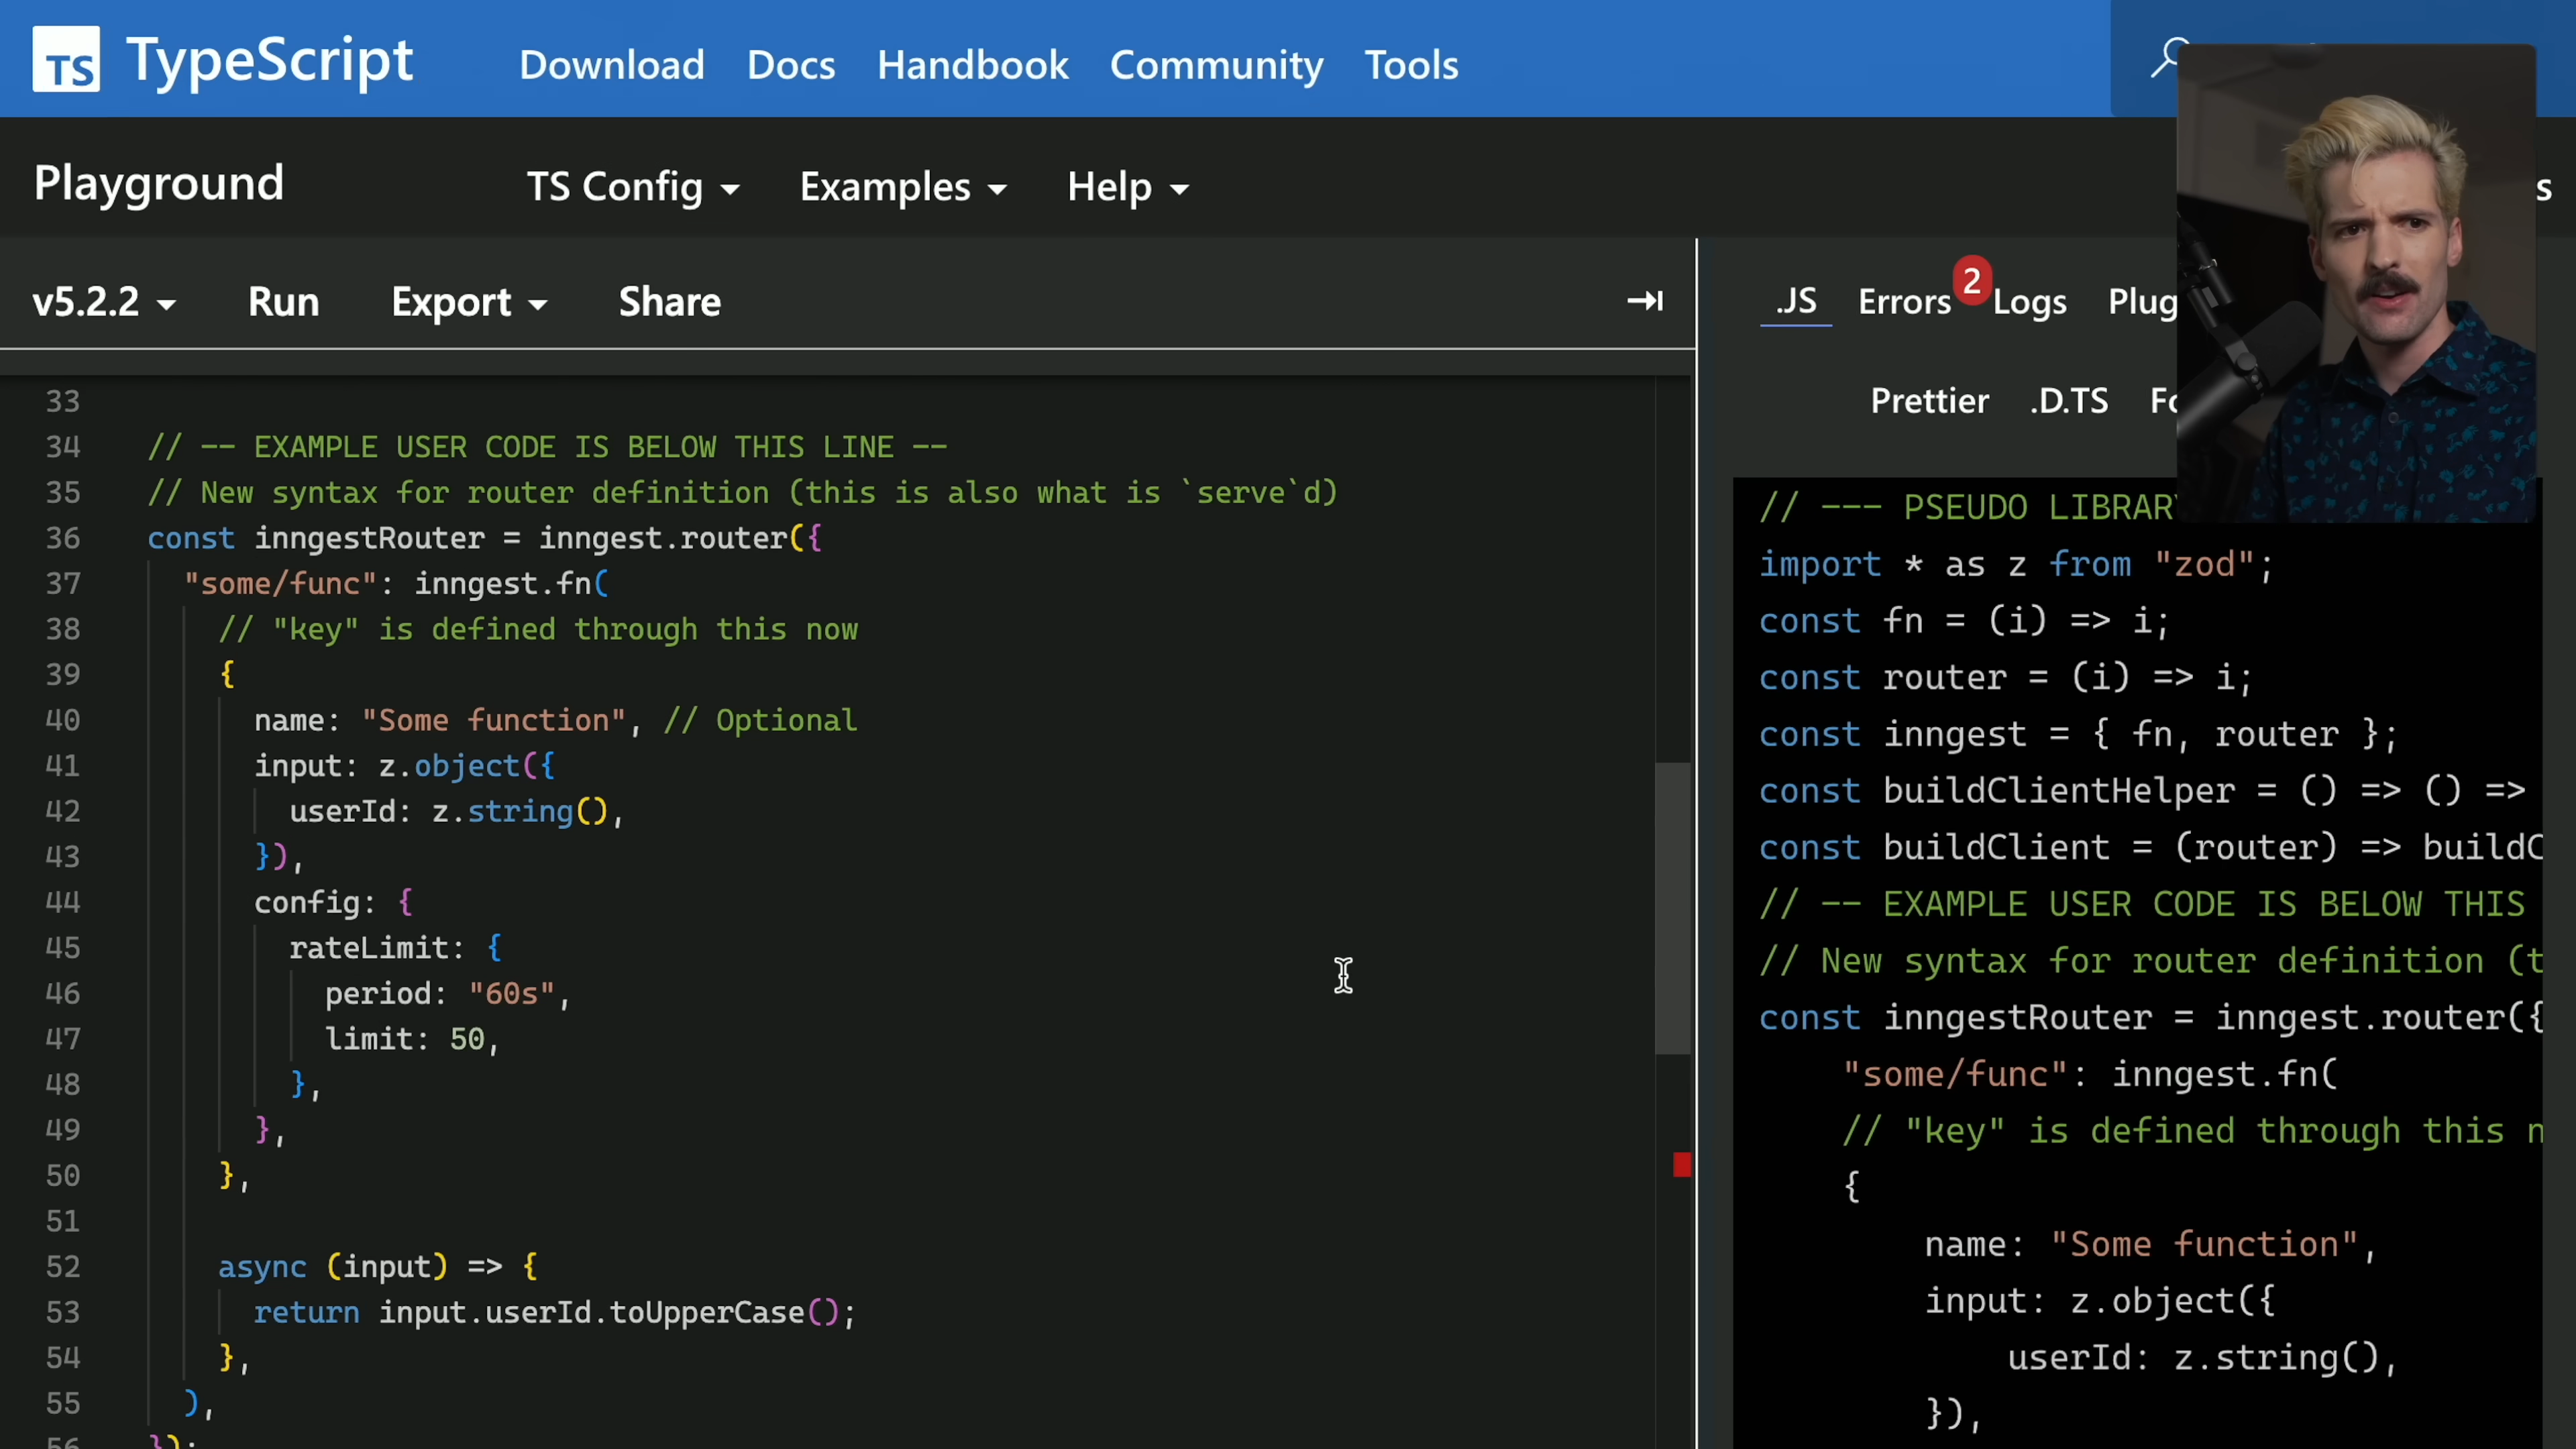 TS TypeScript Download Docs Handbook Community Tools
Playground TS Config Examples Help s
v5.2.2 Run Export Share
33
34 // -- EXAMPLE USER CODE IS BELOW THIS LINE --
35 // New syntax for router definition (this is also what is `serve`d)
36 const inngestRouter = inngest.router({
37 "some/func": inngest.fn(
38 // "key" is defined through this now
39 {
40 name: "Some function", // Optional
41 input: z.object({
42 userId: z.string(),
43 }),
44 config: {
45 rateLimit: {
46 period: "60s",
47 limit: 50,
48 },
49 },
50 },
51
52 async (input) => {
53 return input.userId.toUpperCase();
54 },
55 ),
56 });
.JS Errors 2 Logs Plug
Prettier .D.TS
// --- PSEUDO LIBRARY
import * as z from "zod";
const fn = (i) => i;
const router = (i) => i;
const inngest = { fn, router };
const buildClientHelper = () => () =>
const buildClient = (router) => buildC
// -- EXAMPLE USER CODE IS BELOW THIS
// New syntax for router definition (t
const inngestRouter = inngest.router({
"some/func": inngest.fn(
// "key" is defined through this n
{
name: "Some function",
input: z.object({
userId: z.string(),
}),